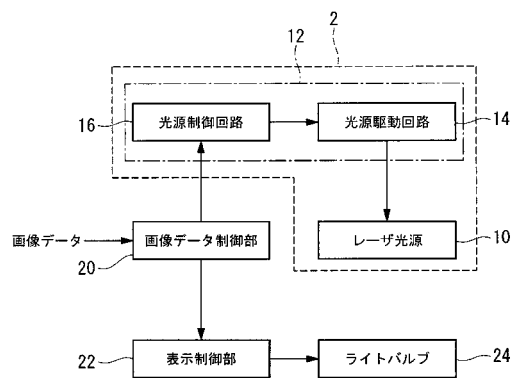 2
12
16
光源制御回路
光源駆動回路
14
画像データ
画像データ制御部
20
レーザ光源
10
22
表示制御部
ライトバルブ
24